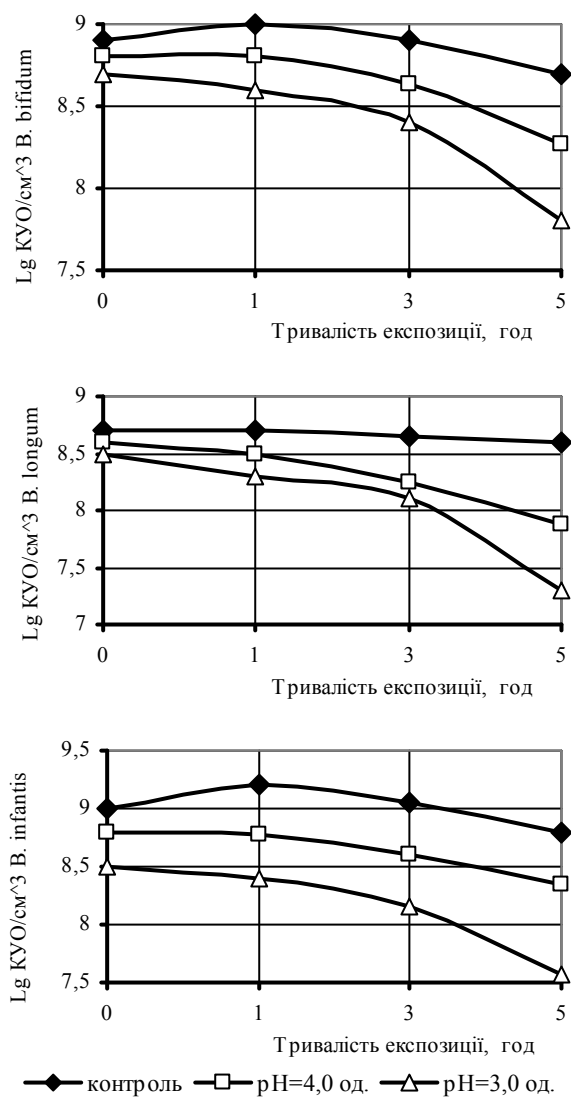 Lg КУО/см^3 B. bifidum
9
8,5
8
7,5
0 1 3 5
Тривалість експозиції, год
Lg КУО/см^3 B. longum
9
8,5
8
7,5
7
0 1 3 5
Тривалість експозиції, год
Lg КУО/см^3 B. infantis
9,5
9
8,5
8
7,5
0 1 3 5
Тривалість експозиції, год
контроль рН=4,0 од. рН=3,0 од.